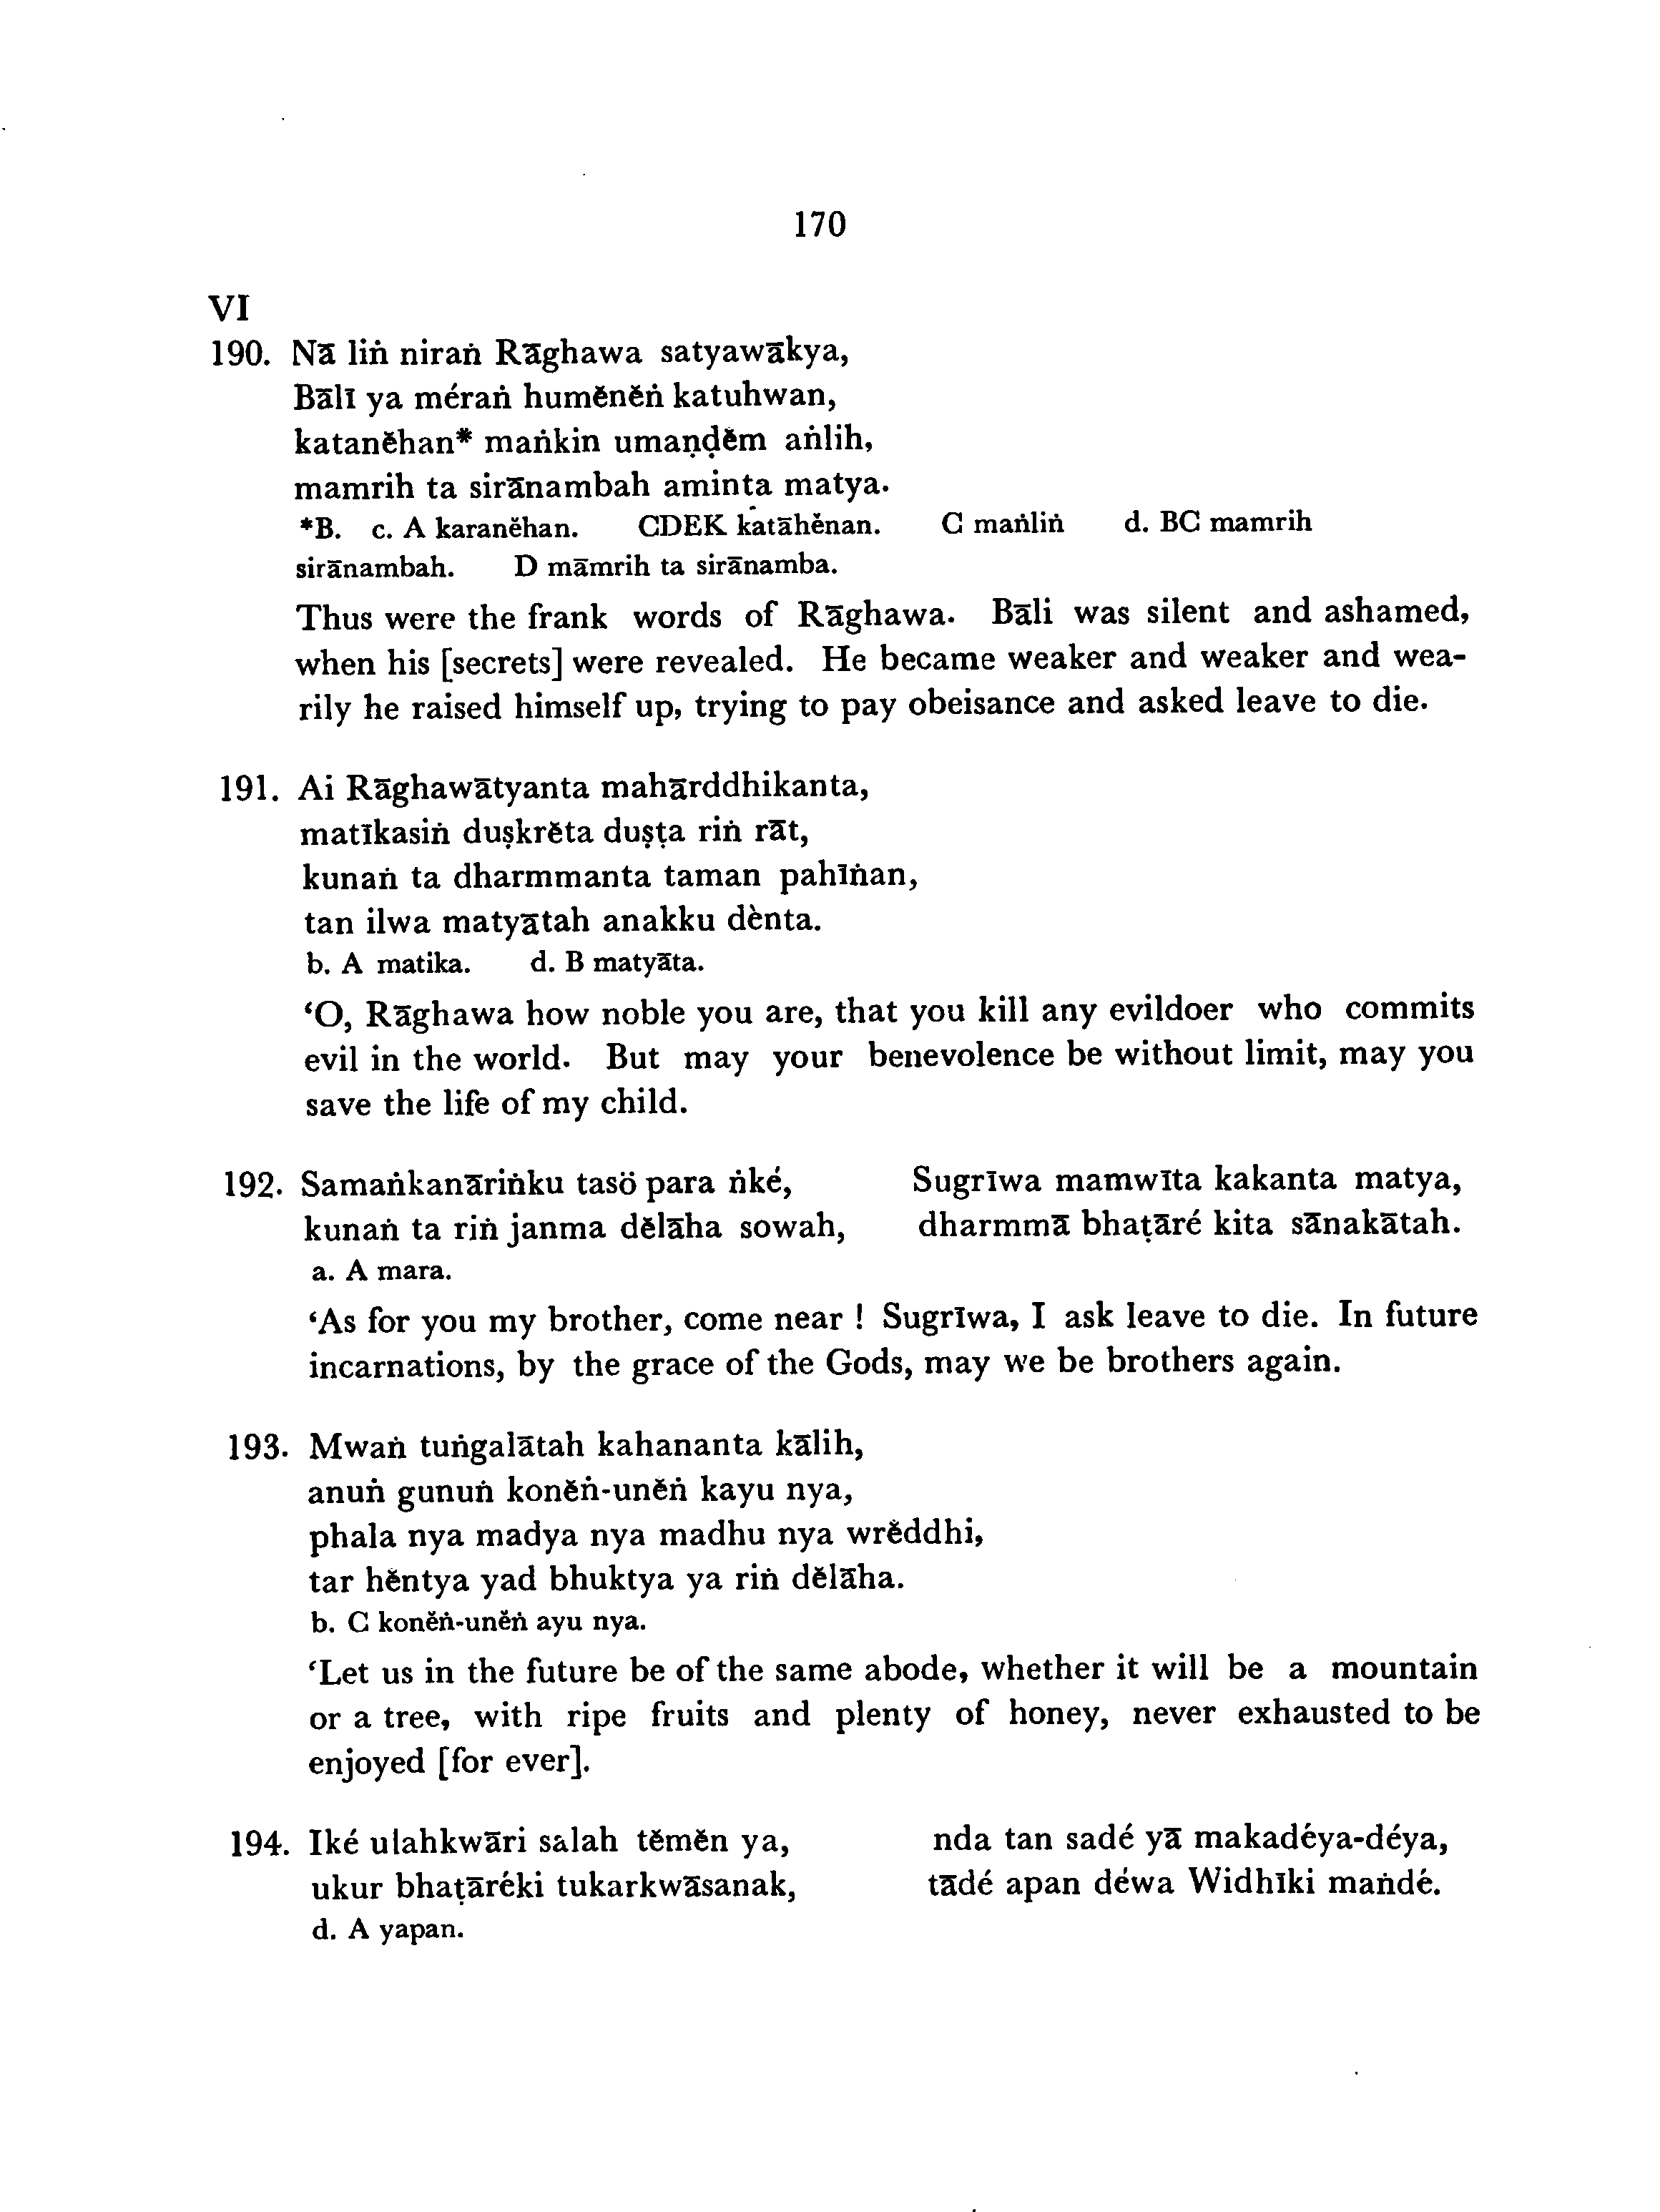 170
VI
190. Nā liṅ niraṅ Rāghawa satyawākya,
Bālī ya méraṅ humĕnĕṅ katuhwan,
katanĕhan* maṅkin umaṇḍĕm aṅlih,
mamrih ta sirānambah aminta matya.
*B. c. A karanĕhan. CDEK katāhĕnan. C maṅliṅ d. BC mamrih
sirānambah. D māmrih ta sirānamba.
Thus were the frank words of Rāghawa. Bāli was silent and ashamed,
when his [secrets] were revealed. He became weaker and weaker and wea-
rily he raised himself up, trying to pay obeisance and asked leave to die.
191. Ai Rāghawātyanta mahārddhikanta,
matīkasiṅ duṣkrĕta duṣṭa riṅ rāt,
kunaṅ ta dharmmanta taman pahīṅan,
tan ilwa matyātah anakku dènta.
b. A matika. d. B matyāta.
‘O, Rāghawa how noble you are, that you kill any evildoer who commits
evil in the world. But may your benevolence be without limit, may you
save the life of my child.
192. Samaṅkanāriṅku tasö para ṅké, Sugrīwa mamwīta kakanta matya,
kunaṅ ta riṅ janma dĕlāha sowah, dharmmā bhaṭāré kita sānakātah.
a. A mara.
‘As for you my brother, come near ! Sugrīwa, I ask leave to die. In future
incarnations, by the grace of the Gods, may we be brothers again.
193. Mwaṅ tuṅgalātah kahananta kālih,
anuṅ gunuṅ konĕṅ-unĕṅ kayu nya,
phala nya madya nya madhu nya wrĕddhi,
tar hĕntya yad bhuktya ya riṅ dĕlāha.
b. C konĕṅ-unĕṅ ayu nya.
‘Let us in the future be of the same abode, whether it will be a mountain
or a tree, with ripe fruits and plenty of honey, never exhausted to be
enjoyed [for ever].
194. Iké ulahkwāri salah tĕmĕn ya, nda tan sadé yā makadéya-déya,
ukur bhaṭāréki tukarkwāsanak, tādé apan déwa Widhīki maṅdé.
d. A yapan.